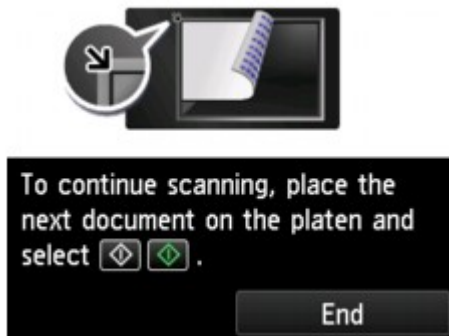 To continue scanning, place the
next document on the platen and
select .
End